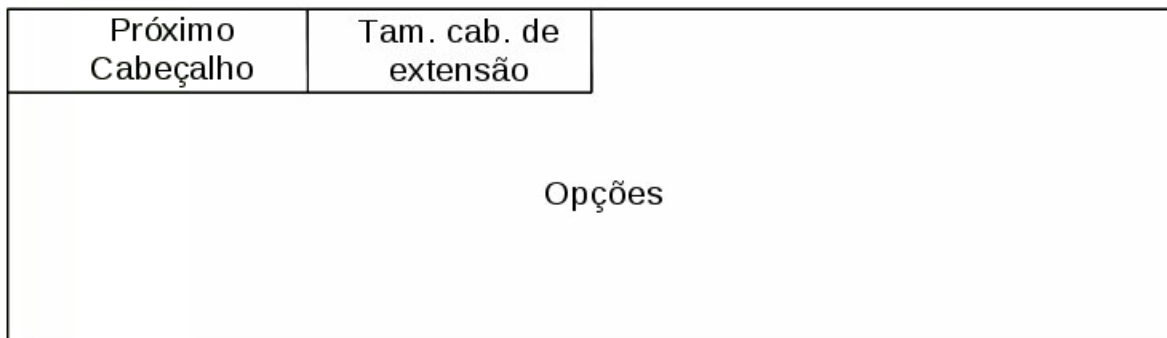 Próximo
Cabeçalho
Tam. cab. de
extensão
Opções